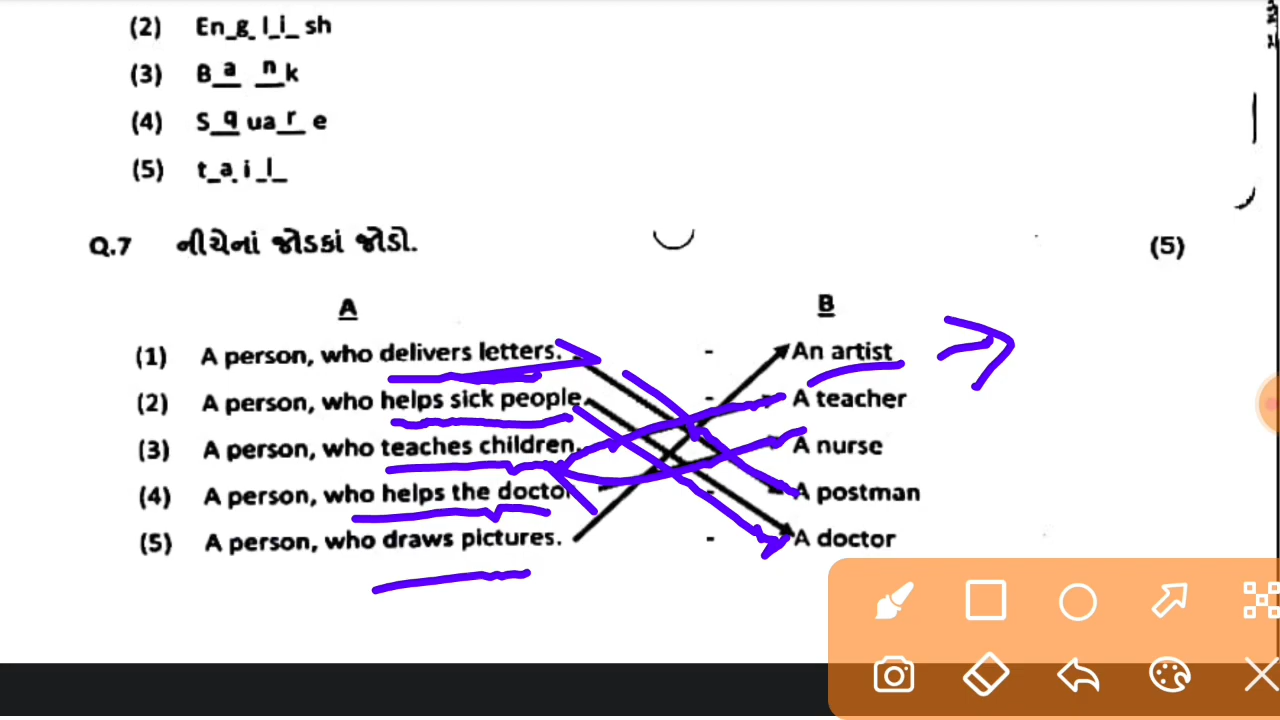 (2) En_g_l_i_sh
(3) B_a_ _n_k
(4) S_q_ua_r_e
(5) t_a_i_l_
Q.7 નીચેનાં જોડકાં જોડો. (5)
A B
(1) A person, who delivers letters. - An artist
(2) A person, who helps sick people. - A teacher
(3) A person, who teaches children. A nurse
(4) A person, who helps the doctor - A postman
(5) A person, who draws pictures. - A doctor